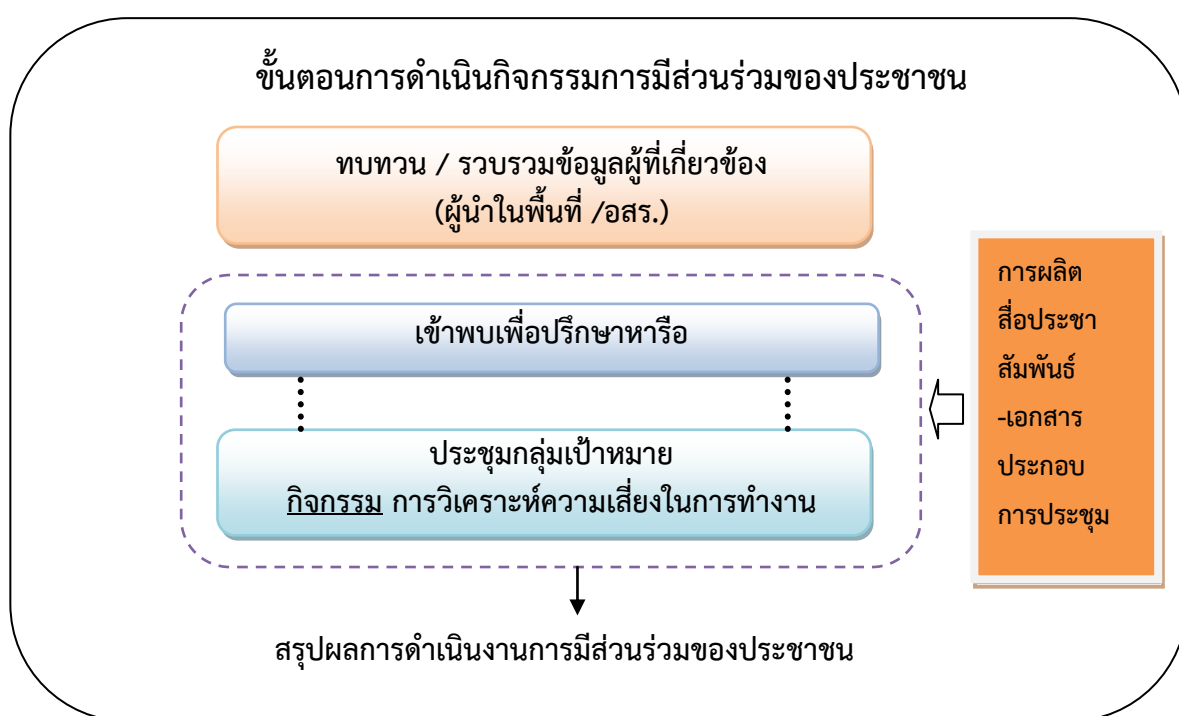 ขั้นตอนการดำเนินกิจกรรมการมีส่วนร่วมของประชาชน
ทบทวน / รวบรวมข้อมูลผู้ที่เกี่ยวข้อง
(ผู้นำในพื้นที่ /อสร.)
เข้าพบเพื่อปรึกษาหารือ
ประชุมกลุ่มเป้าหมาย
กิจกรรม การวิเคราะห์ความเสี่ยงในการทำงาน
การผลิต
สื่อประชา
สัมพันธ์
-เอกสาร
ประกอบ
การประชุม
สรุปผลการดำเนินงานการมีส่วนร่วมของประชาชน